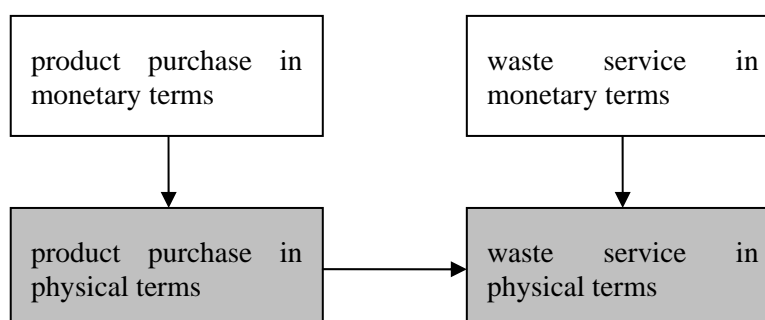 product purchase in
monetary terms
waste service in
monetary terms
product purchase in
physical terms
waste service in
physical terms